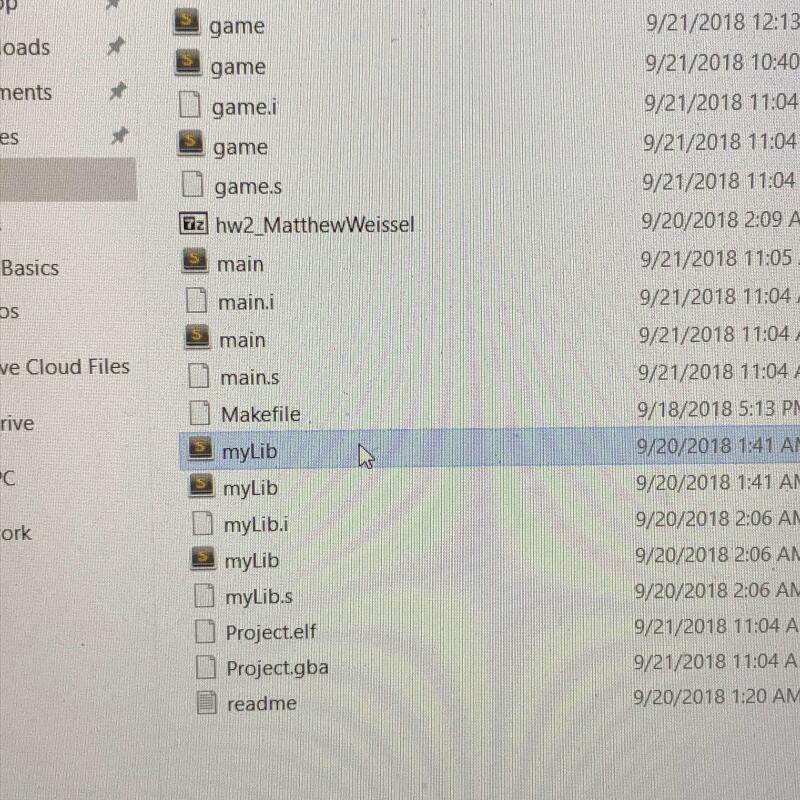 game 9/21/2018 12:13
loads game 9/21/2018 10:40
ments game.i 9/21/2018 11:04
es game 9/21/2018 11:04
game.s 9/21/2018 11:04
7z hw2_MatthewWeissel 9/20/2018 2:09 A
Basics main 9/21/2018 11:05
os main.i 9/21/2018 11:04 A
main 9/21/2018 11:04 A
ve Cloud Files main.s 9/21/2018 11:04 A
rive Makefile 9/18/2018 5:13 PM
myLib 9/20/2018 1:41 AM
PC myLib 9/20/2018 1:41 AM
ork myLib.i 9/20/2018 2:06 AM
myLib 9/20/2018 2:06 AM
myLib.s 9/20/2018 2:06 AM
Project.elf 9/21/2018 11:04 A
Project.gba 9/21/2018 11:04 A
readme 9/20/2018 1:20 AM